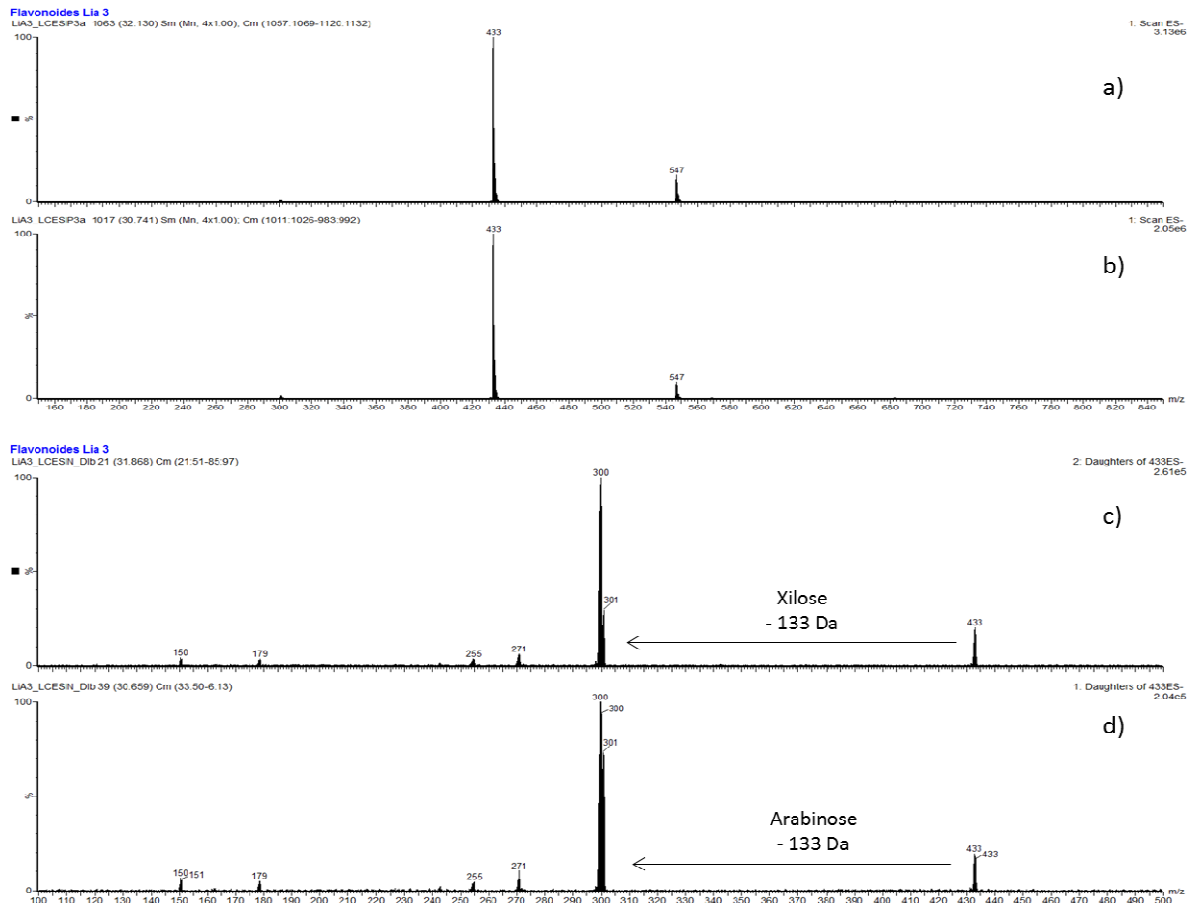 Flavonoides Lia 3
LiA3_LCESIP3a 1063 (32.130) Sm (Mn, 4x1.00); Cm (1057:1069-1120:1132)
1: Scan ES-
3.13e6
100
433
a)
%
547
0
LiA3_LCESIP3a 1017 (30.741) Sm (Mn, 4x1.00); Cm (1011:1026-983:992)
1: Scan ES-
2.05e6
100
433
b)
%
547
0
160 180 200 220 240 260 280 300 320 340 360 380 400 420 440 460 480 500 520 540 560 580 600 620 640 660 680 700 720 740 760 780 800 820 840 m/z
Flavonoides Lia 3
LiA3_LCESIN_DIb 21 (31.868) Cm (21:51-85:97)
2: Daughters of 433ES-
2.61e5
100
300
c)
%
301
Xilose
- 133 Da
433
150 179 255 271
0
LiA3_LCESIN_DIb 39 (30.659) Cm (33:50-6:13)
1: Daughters of 433ES-
2.04e5
100
300
300
d)
301
%
Arabinose
- 133 Da
433
433
150 151 179 255 271
0
100 110 120 130 140 150 160 170 180 190 200 210 220 230 240 250 260 270 280 290 300 310 320 330 340 350 360 370 380 390 400 410 420 430 440 450 460 470 480 490 500 m/z